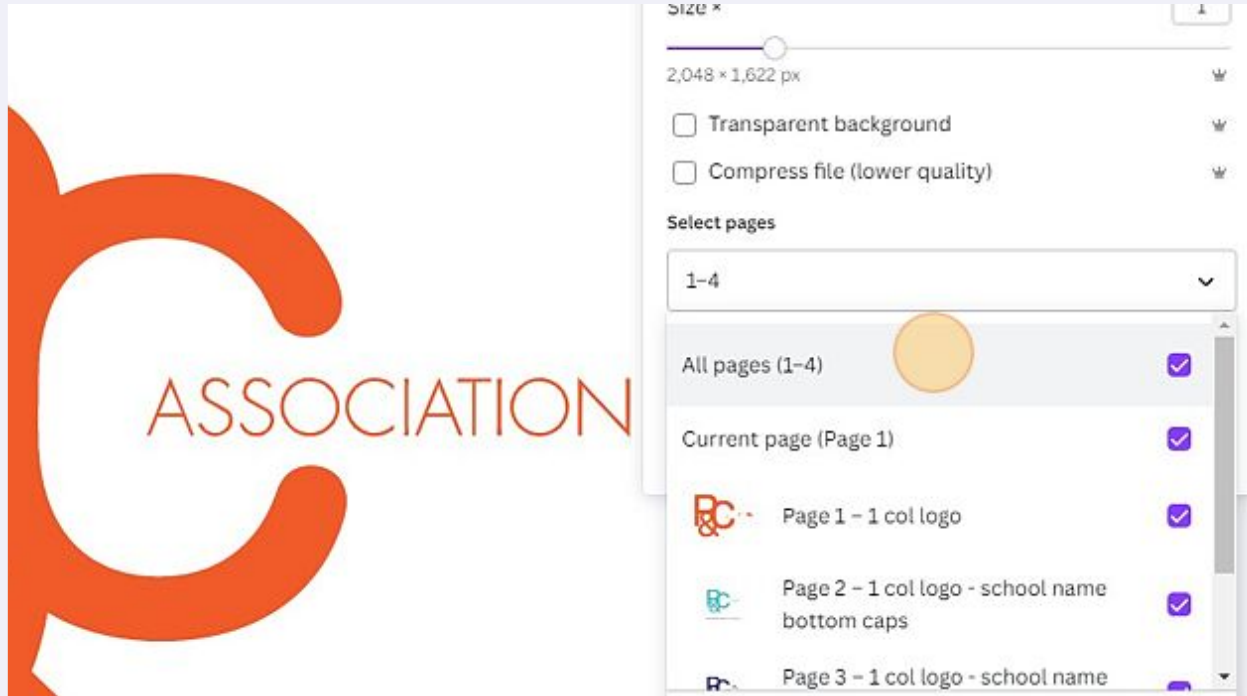 Size ×
1
2,048 × 1,622 px
Transparent background
Compress file (lower quality)
Select pages
1–4
All pages (1–4)
Current page (Page 1)
P&C
Page 1 – 1 col logo
P&C
Page 2 – 1 col logo - school name
bottom caps
Page 3 – 1 col logo - school name
C
ASSOCIATION